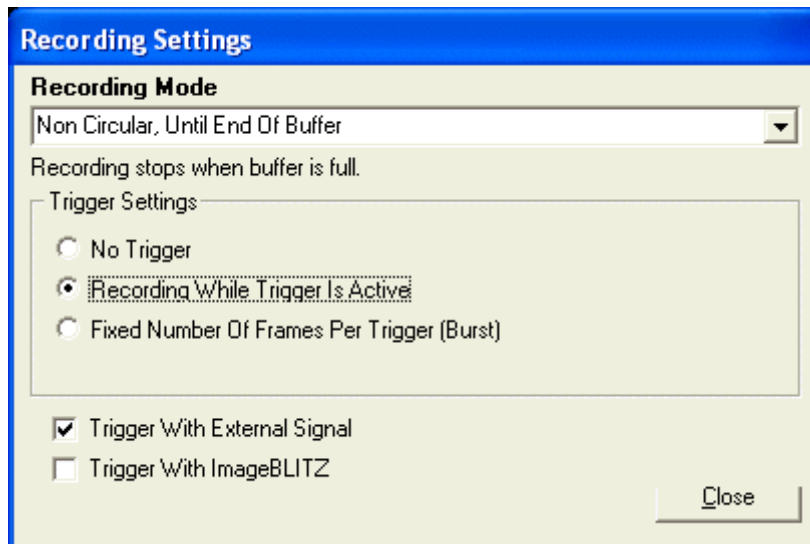 Recording Settings
Recording Mode
Non Circular, Until End Of Buffer
Recording stops when buffer is full.
Trigger Settings
No Trigger
Recording While Trigger Is Active
Fixed Number Of Frames Per Trigger (Burst)
Trigger With External Signal
Trigger With ImageBLITZ
Close